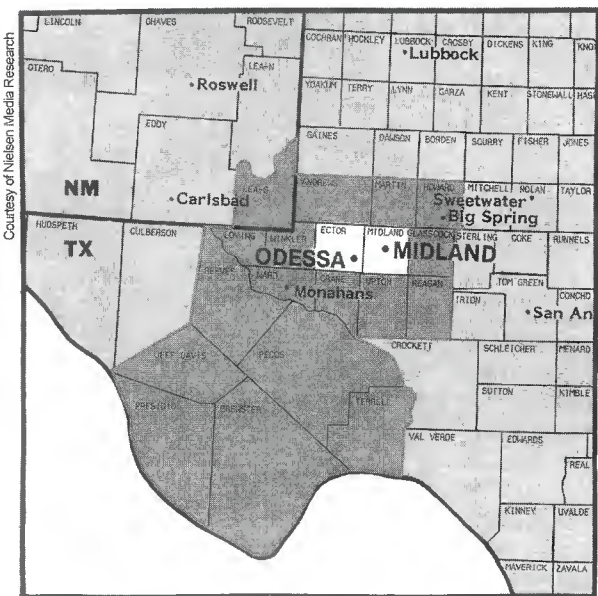 Courtesy of Nielsen Media Research
LINCOLN
CHAVES
ROOSEVELT
COCHRAN
HOCKLEY
LUBBOCK
CROSBY
DICKENS
KING
Lubbock
OTERO
LEA-N
Roswell
YOAKUM
TERRY
LYNN
GARZA
KENT
STONEWALL
EDDY
GAINES
DAWSON
BORDEN
SCURRY
FISHER
JONES
NM
LEA-S
ANDREWS
MARTIN
HOWARD
MITCHELL
NOLAN
TAYLOR
Carlsbad
Sweetwater
Big Spring
HUDSPETH
CULBERSON
TX
LOVING
WINKLER
ECTOR
MIDLAND
GLASSCOCK
STERLING
COKE
RUNNELS
ODESSA
MIDLAND
REEVES
WARD
CRANE
UPTON
REAGAN
TOM GREEN
Monahans
IRION
CONCHO
San An
CROCKETT
SCHLEICHER
MENARD
JEFF DAVIS
PECOS
SUTTON
KIMBLE
PRESIDIO
BREWSTER
TERRELL
VAL VERDE
EDWARDS
REAL
KINNEY
UVALDE
MAVERICK
ZAVALA